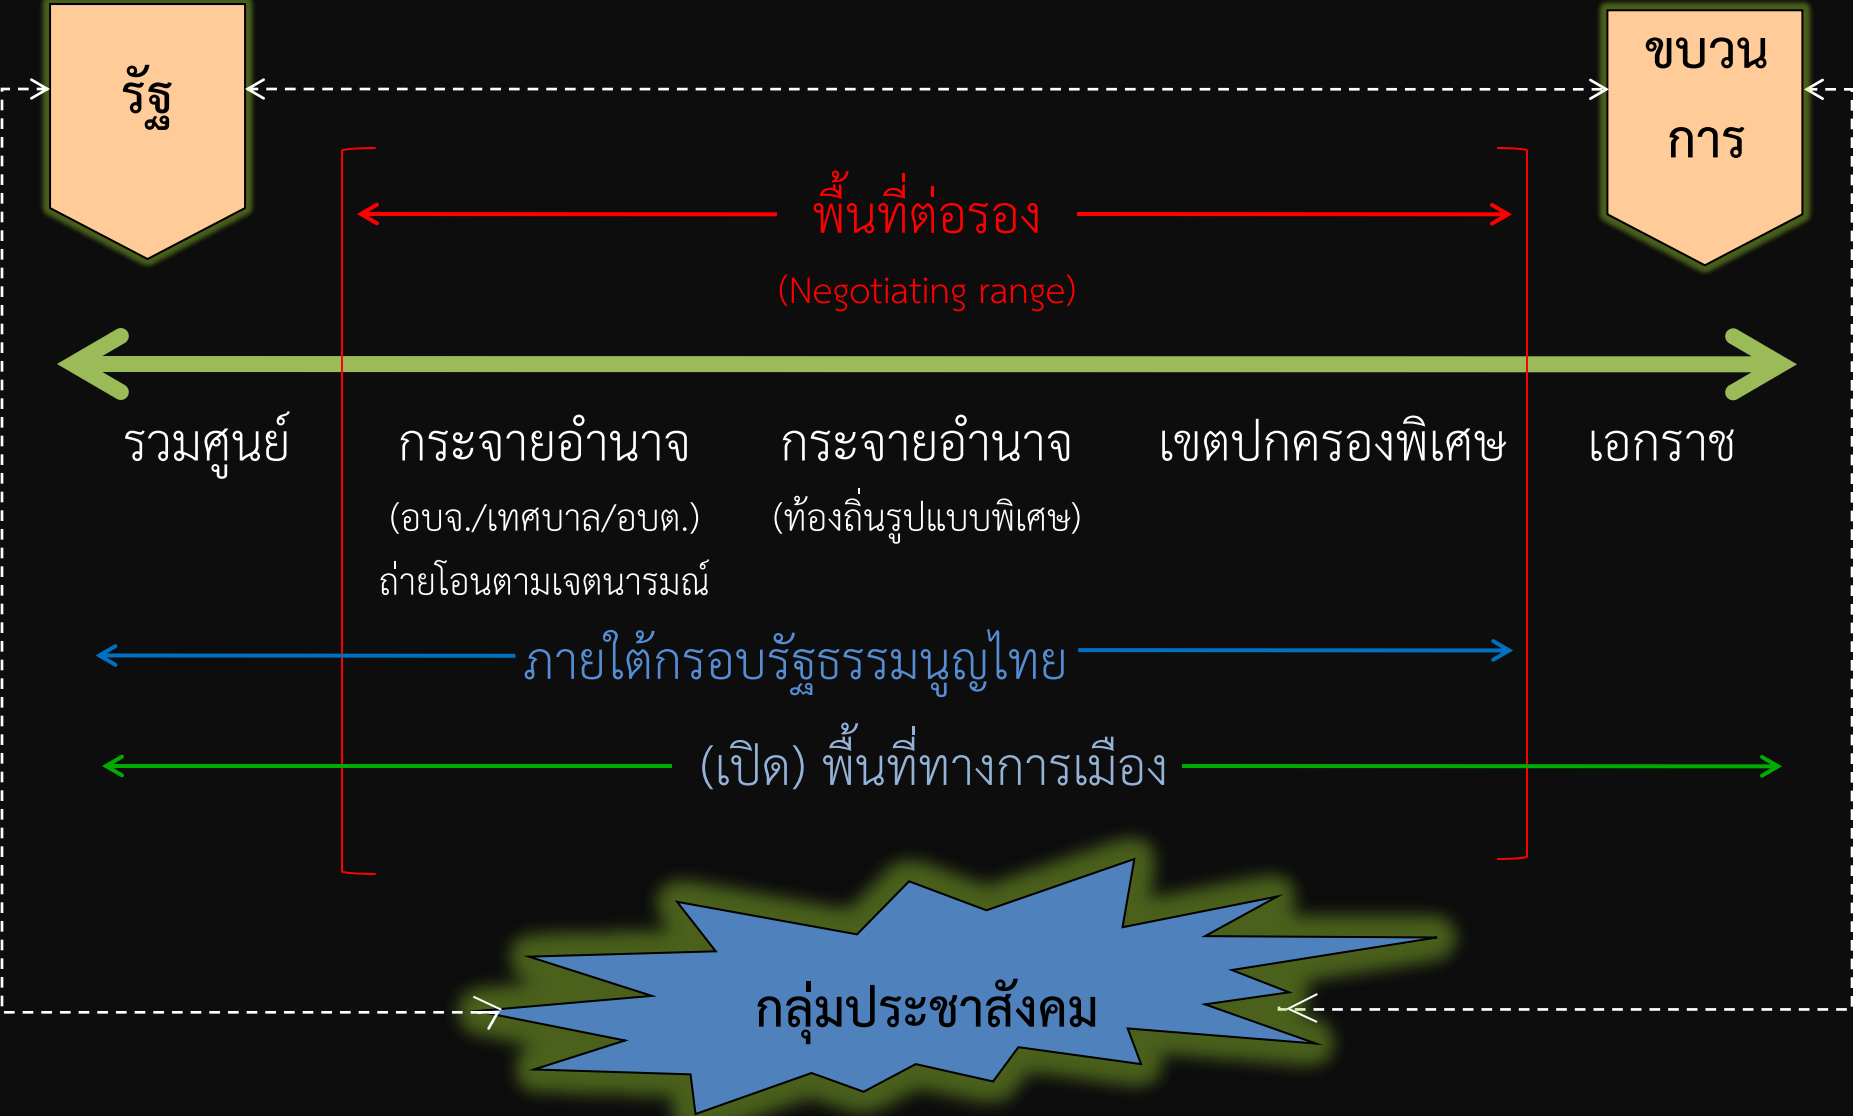 รัฐ
ขบวน
การ
พื้นที่ต่อรอง
(Negotiating range)
รวมศูนย์
กระจายอำนาจ
(อบจ./เทศบาล/อบต.)
ถ่ายโอนตามเจตนารมณ์
กระจายอำนาจ
(ท้องถิ่นรูปแบบพิเศษ)
เขตปกครองพิเศษ
เอกราช
ภายใต้กรอบรัฐธรรมนูญไทย
(เปิด) พื้นที่ทางการเมือง
กลุ่มประชาสังคม